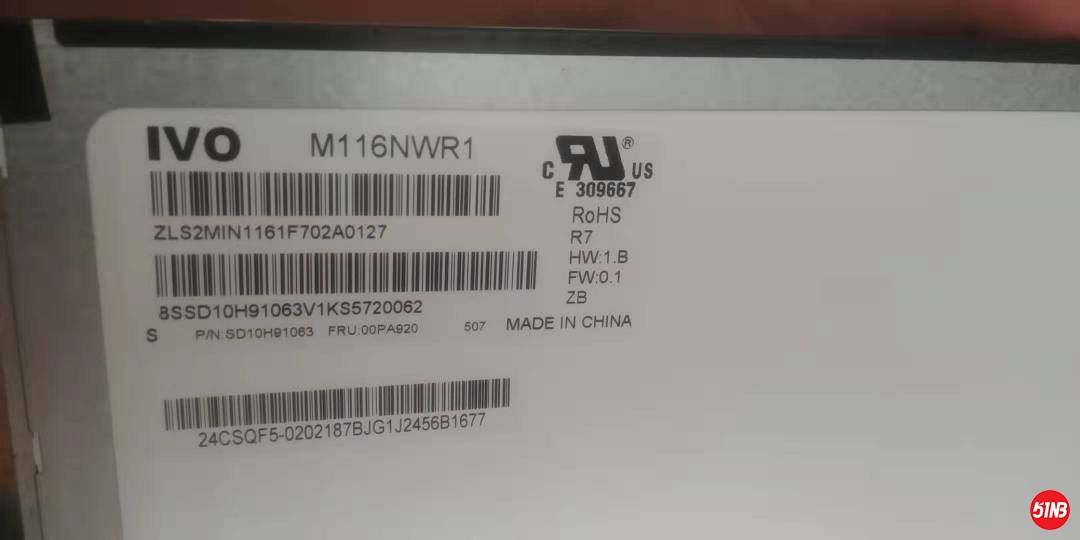 IVO M116NWR1
ZLS2MIN1161F702A0127
8SSD10H91063V1KS5720062
S P/N:SD10H91063 FRU:00PA920 507 MADE IN CHINA
C RU ® US
E 309667
RoHS
R7
HW:1.B
FW:0.1
ZB
24CSQF5-0202187BJG1J2456B1677
51NB